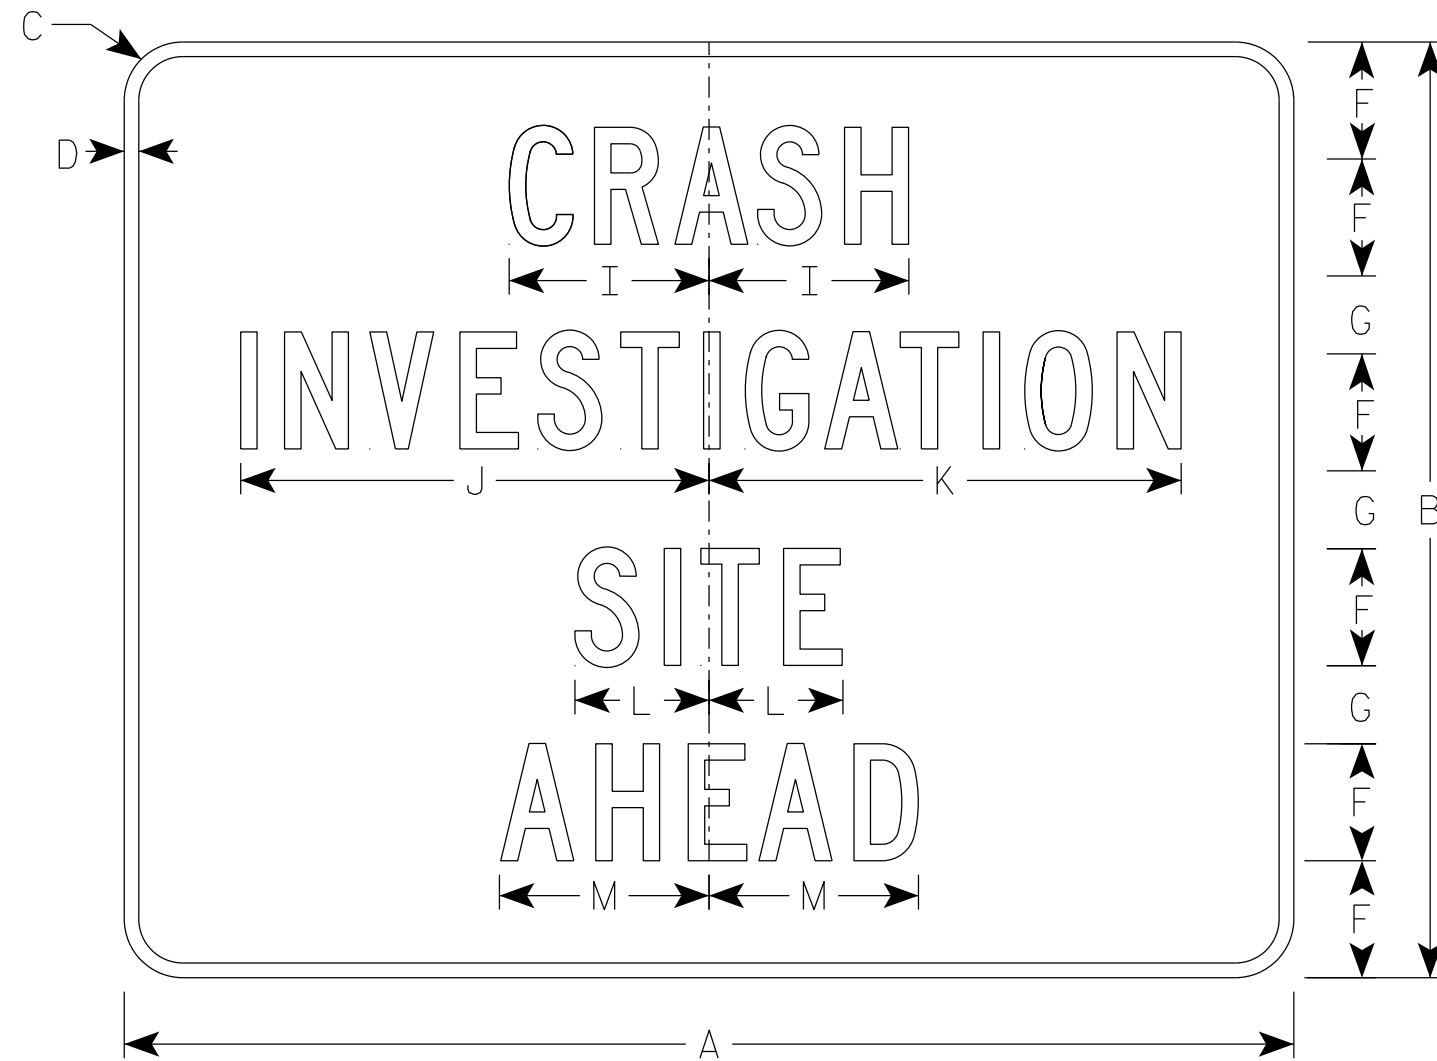 C
F
D
CRASH
F
I I
G
INVESTIGATION
F
J K
G B
SITE
F
L L
G
AHEAD
F
M M
F
A